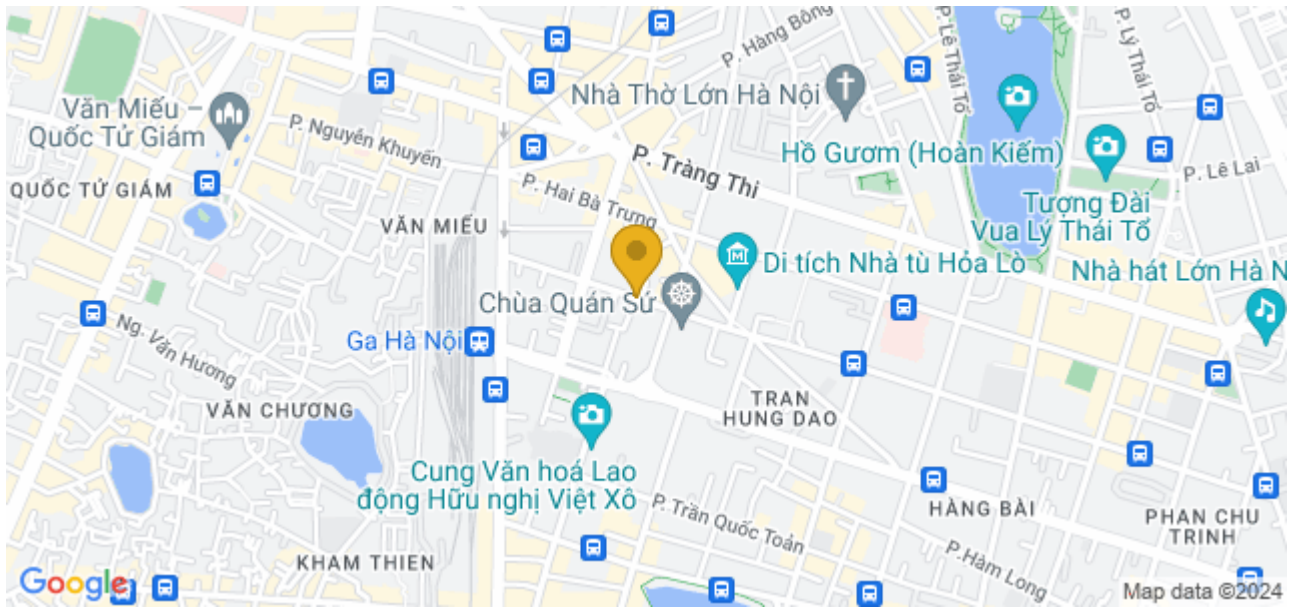 P. Hàng Bông
P. Lê Thái Tổ
P. Lý Thái Tổ
Văn Miếu –
Quốc Tử Giám
Nhà Thờ Lớn Hà Nội
P. Nguyên Khuyến
P. Tràng Thi
Hồ Gươm (Hoàn Kiếm)
P. Lê Lai
QUỐC TỬ GIÁM
P. Hai Bà Trưng
Tượng Đài
Vua Lý Thái Tổ
VĂN MIẾU
Di tích Nhà tù Hỏa Lò
Nhà hát Lớn Hà N
Chùa Quán Sứ
Ga Hà Nội
Ng. Văn Hương
VĂN CHƯƠNG
TRAN
HUNG DAO
Cung Văn hoá Lao
động Hữu nghị Việt Xô
P. Trần Quốc Toản
HÀNG BÀI
PHAN CHU
TRINH
KHAM THIEN
P.Hàm Long
Google
Map data ©2024